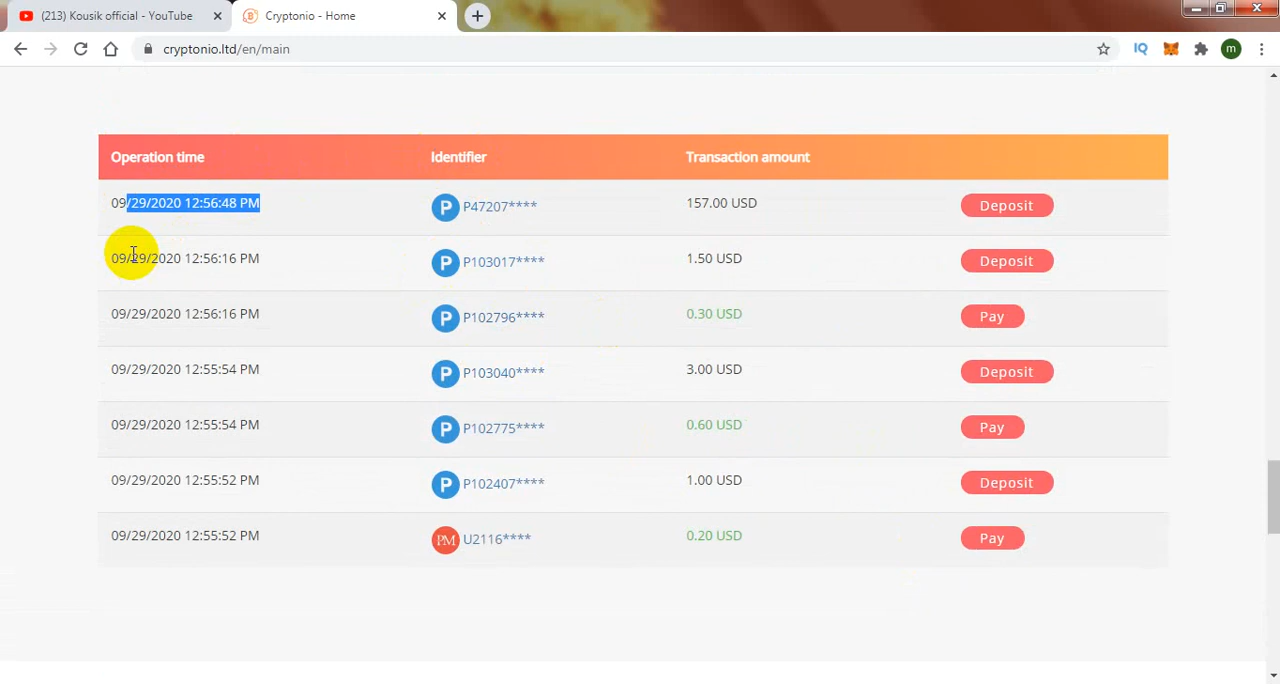 (213) Kousik official - YouTube
Cryptonio - Home
cryptonio.ltd/en/main
IQ
m
Operation time Identifier Transaction amount
09/29/2020 12:56:48 PM P P47207**** 157.00 USD Deposit
09/29/2020 12:56:16 PM P P103017**** 1.50 USD Deposit
09/29/2020 12:56:16 PM P P102796**** 0.30 USD Pay
09/29/2020 12:55:54 PM P P103040**** 3.00 USD Deposit
09/29/2020 12:55:54 PM P P102775**** 0.60 USD Pay
09/29/2020 12:55:52 PM P P102407**** 1.00 USD Deposit
09/29/2020 12:55:52 PM PM U2116**** 0.20 USD Pay